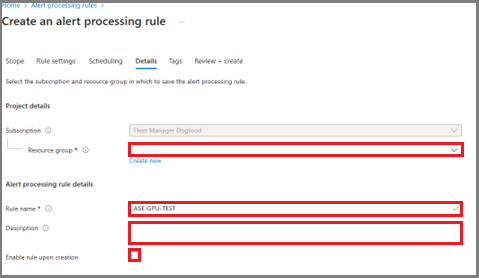 Home > Alert processing rules >
Create an alert processing rule ...
Scope Rule settings Scheduling Details Tags Review + create
Select the subscription and resource group in which to save the alert processing rule.
Project details
Subscription
Fleet Manager Dogfood
Resource group *
Create new
Alert processing rule details
Rule name *
ASE-GPU-TEST
Description
Enable rule upon creation